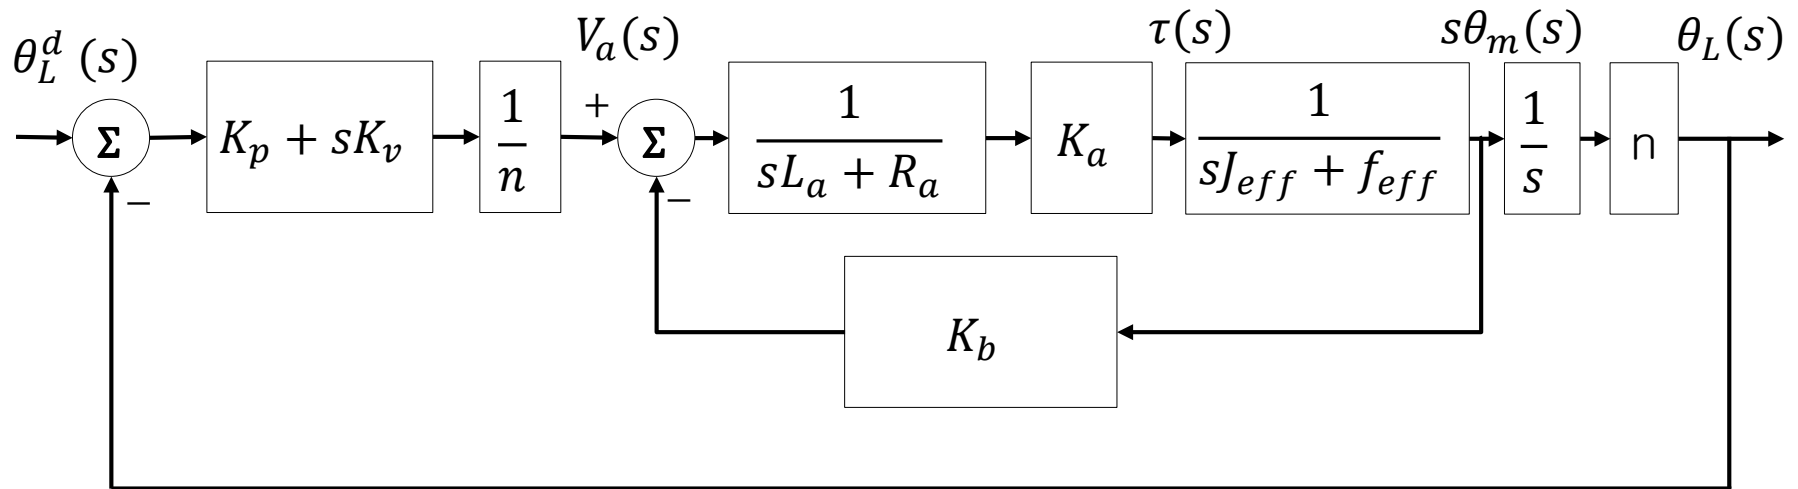 θ_L^d (s)
Σ
−
K_p + sK_v
1/n
V_a(s)
+
Σ
−
1/(sL_a + R_a)
K_a
τ(s)
1/(sJ_eff + f_eff)
sθ_m(s)
1/s
n
θ_L(s)
K_b